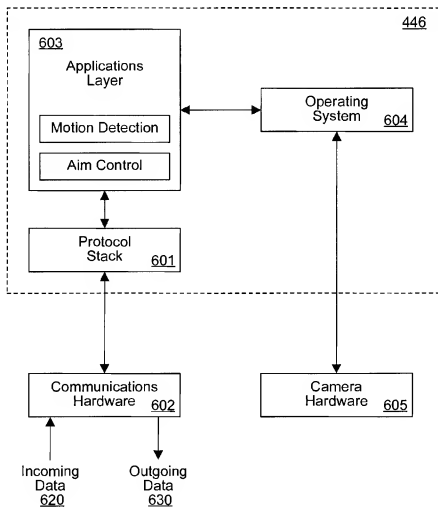 446
603
Applications
Layer
Motion Detection
Aim Control
Operating
System
604
Protocol
Stack
601
Communications
Hardware
602
Camera
Hardware
605
Incoming
Data
620
Outgoing
Data
630